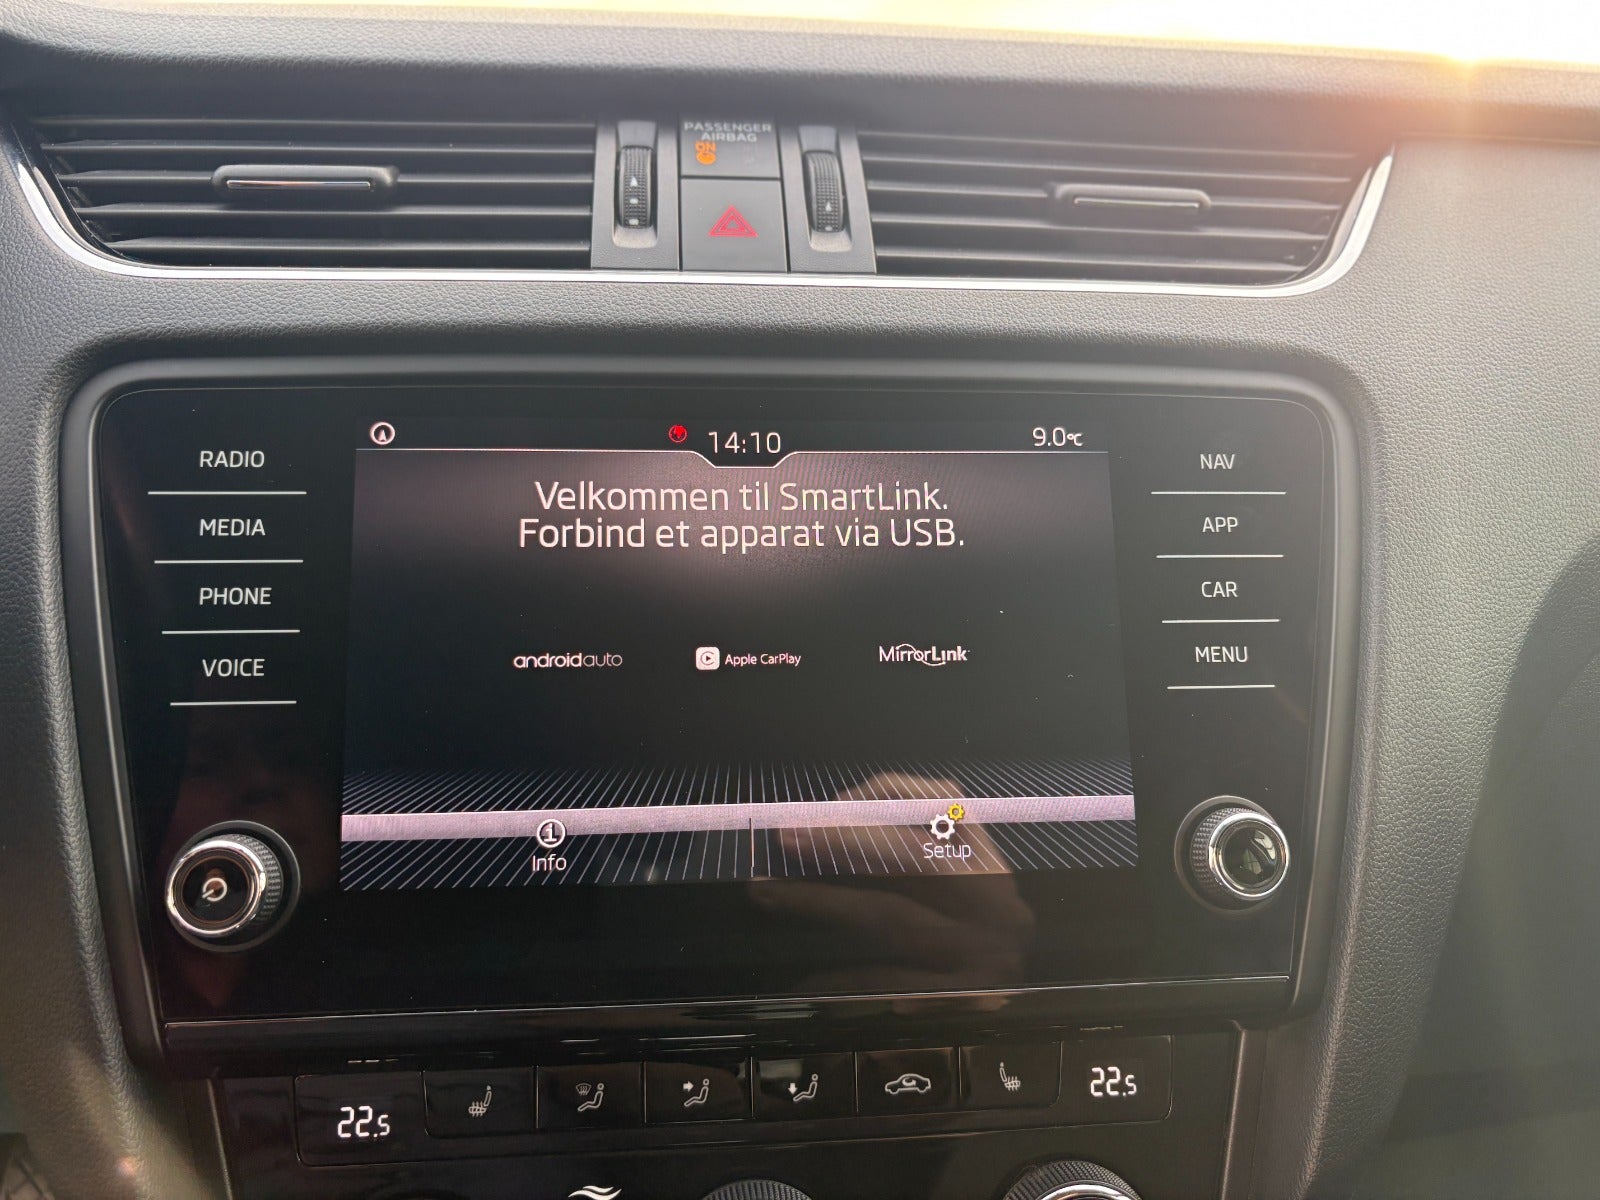 PASSENGER
AIRBAG
ON
RADIO
MEDIA
PHONE
VOICE
14:10
9.0°C
Velkommen til SmartLink.
Forbind et apparat via USB.
androidauto
Apple CarPlay
MirrorLink
Info
Setup
NAV
APP
CAR
MENU
22.5
22.5